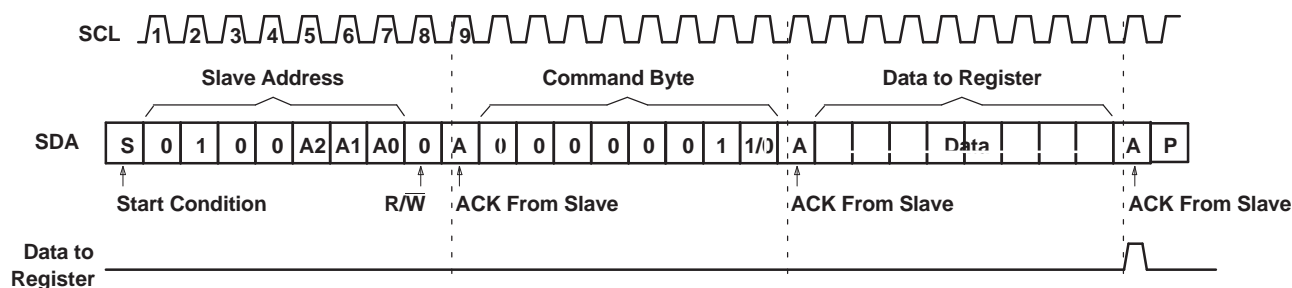 SCL 1 2 3 4 5 6 7 8 9
Slave Address Command Byte Data to Register
SDA S 0 1 0 0 A2 A1 A0 0 A 0 0 0 0 0 0 1 1/0 A Data A P
Start Condition R/W ACK From Slave ACK From Slave ACK From Slave
Data to
Register